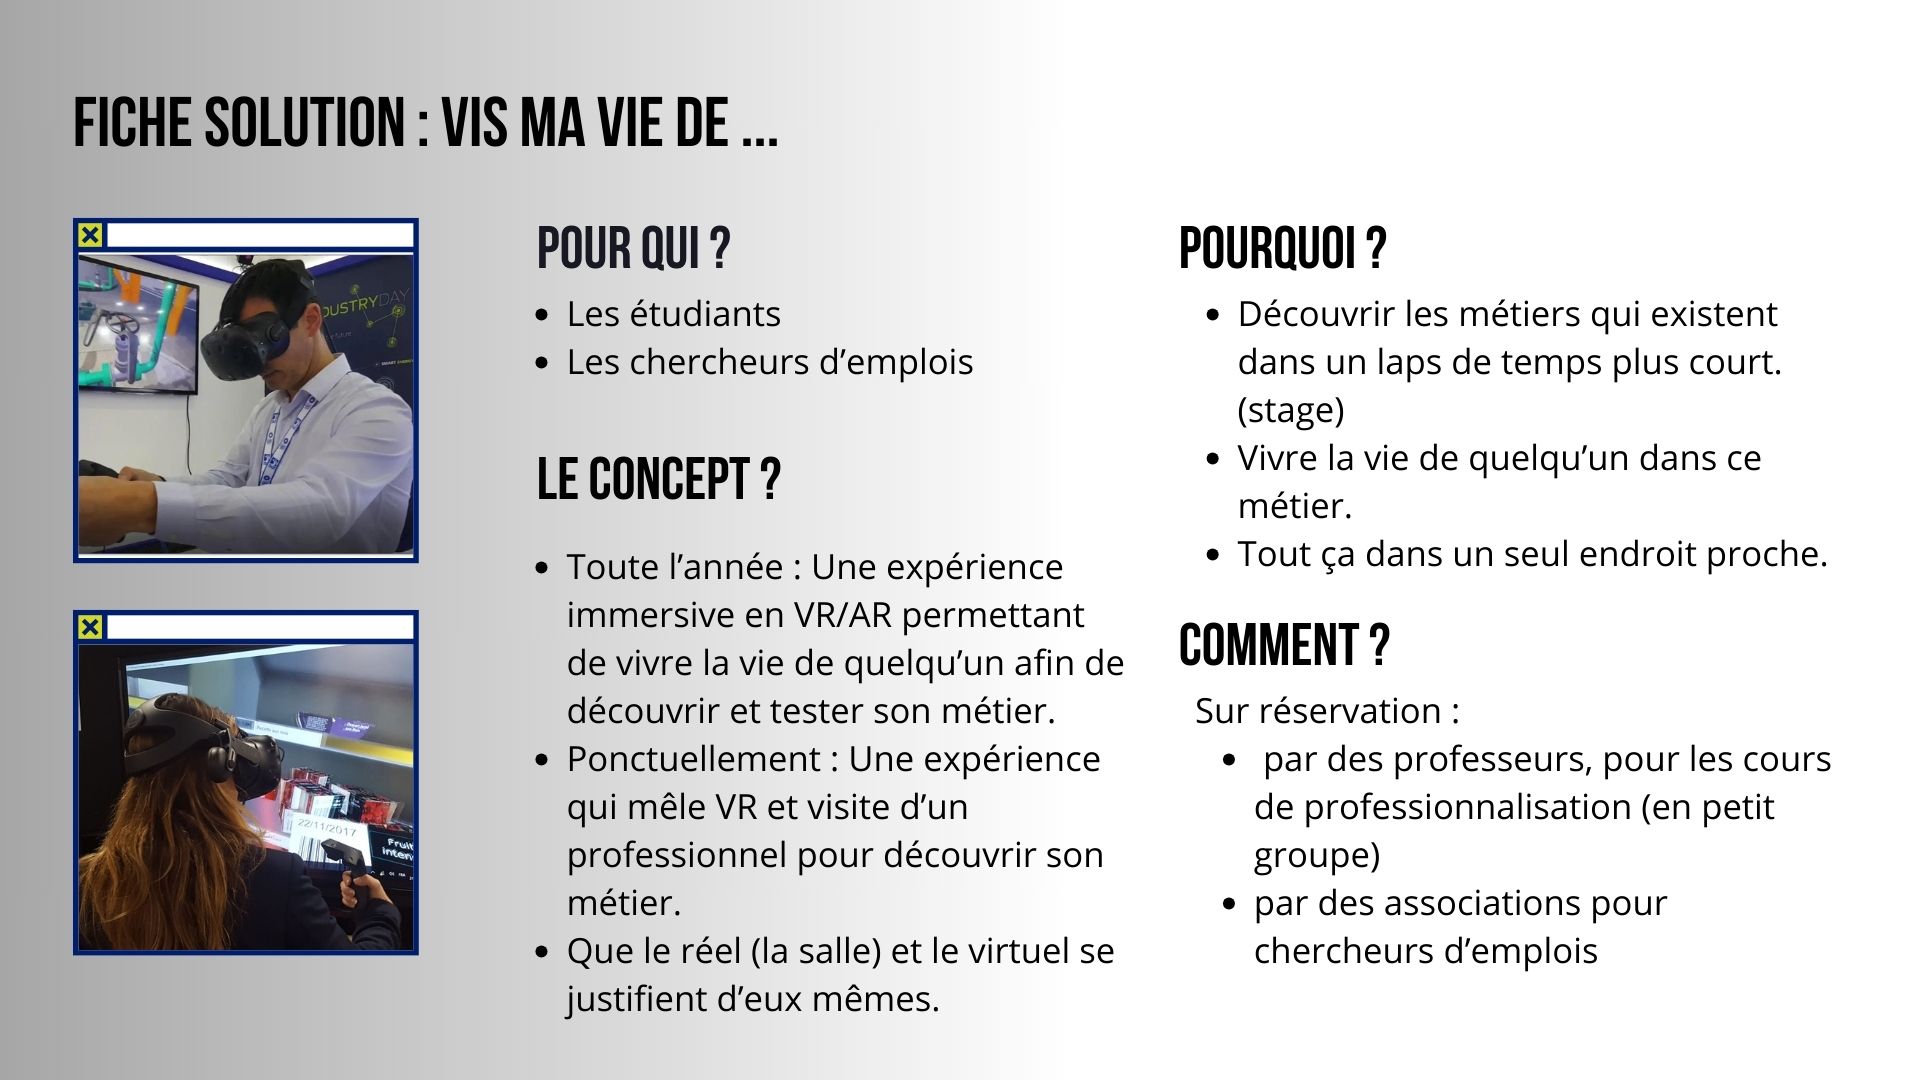 FICHE SOLUTION : VIS MA VIE DE ...
DUSTRYDAY
POUR QUI ?
• Les étudiants
• Les chercheurs d’emplois
LE CONCEPT ?
• Toute l’année : Une expérience
immersive en VR/AR permettant
de vivre la vie de quelqu’un afin de
découvrir et tester son métier.
• Ponctuellement : Une expérience
qui mêle VR et visite d’un
professionnel pour découvrir son
métier.
• Que le réel (la salle) et le virtuel se
justifient d’eux mêmes.
22/11/2017
POURQUOI ?
• Découvrir les métiers qui existent
dans un laps de temps plus court.
(stage)
• Vivre la vie de quelqu’un dans ce
métier.
• Tout ça dans un seul endroit proche.
COMMENT ?
Sur réservation :
• par des professeurs, pour les cours
de professionnalisation (en petit
groupe)
• par des associations pour
chercheurs d’emplois